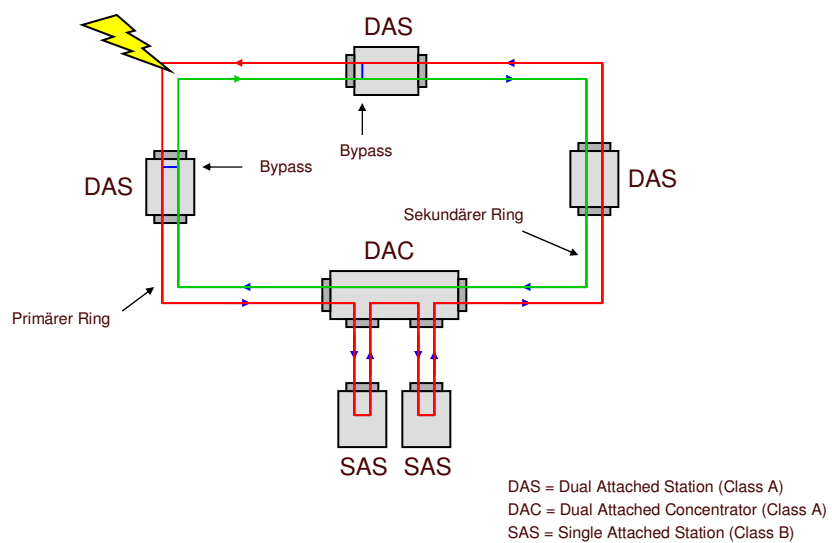 DAS
Bypass
Bypass
DAS
DAS
Sekundärer Ring
DAC
Primärer Ring
SAS
SAS
DAS = Dual Attached Station (Class A)
DAC = Dual Attached Concentrator (Class A)
SAS = Single Attached Station (Class B)